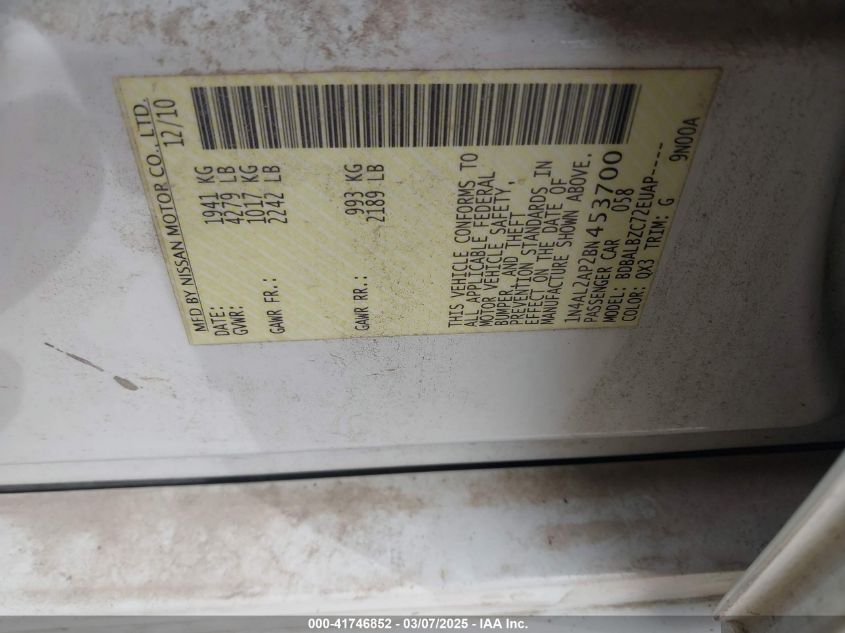 MFD BY NISSAN MOTOR CO., LTD.
DATE: 12/10
GVWR: 1941 KG
4279 LB
GAWR FR.: 1017 KG
2242 LB
GAWR RR.: 993 KG
2189 LB
THIS VEHICLE CONFORMS TO
ALL APPLICABLE FEDERAL
MOTOR VEHICLE SAFETY,
BUMPER, AND THEFT
PREVENTION STANDARDS IN
EFFECT ON THE DATE OF
MANUFACTURE SHOWN ABOVE.
1N4AL2AP2BN453700
PASSENGER CAR 058
MODEL: BDBALBZC72EUAP-----
COLOR: QX3 TRIM: G 9N00A
000-41746852 - 03/07/2025 - IAA Inc.